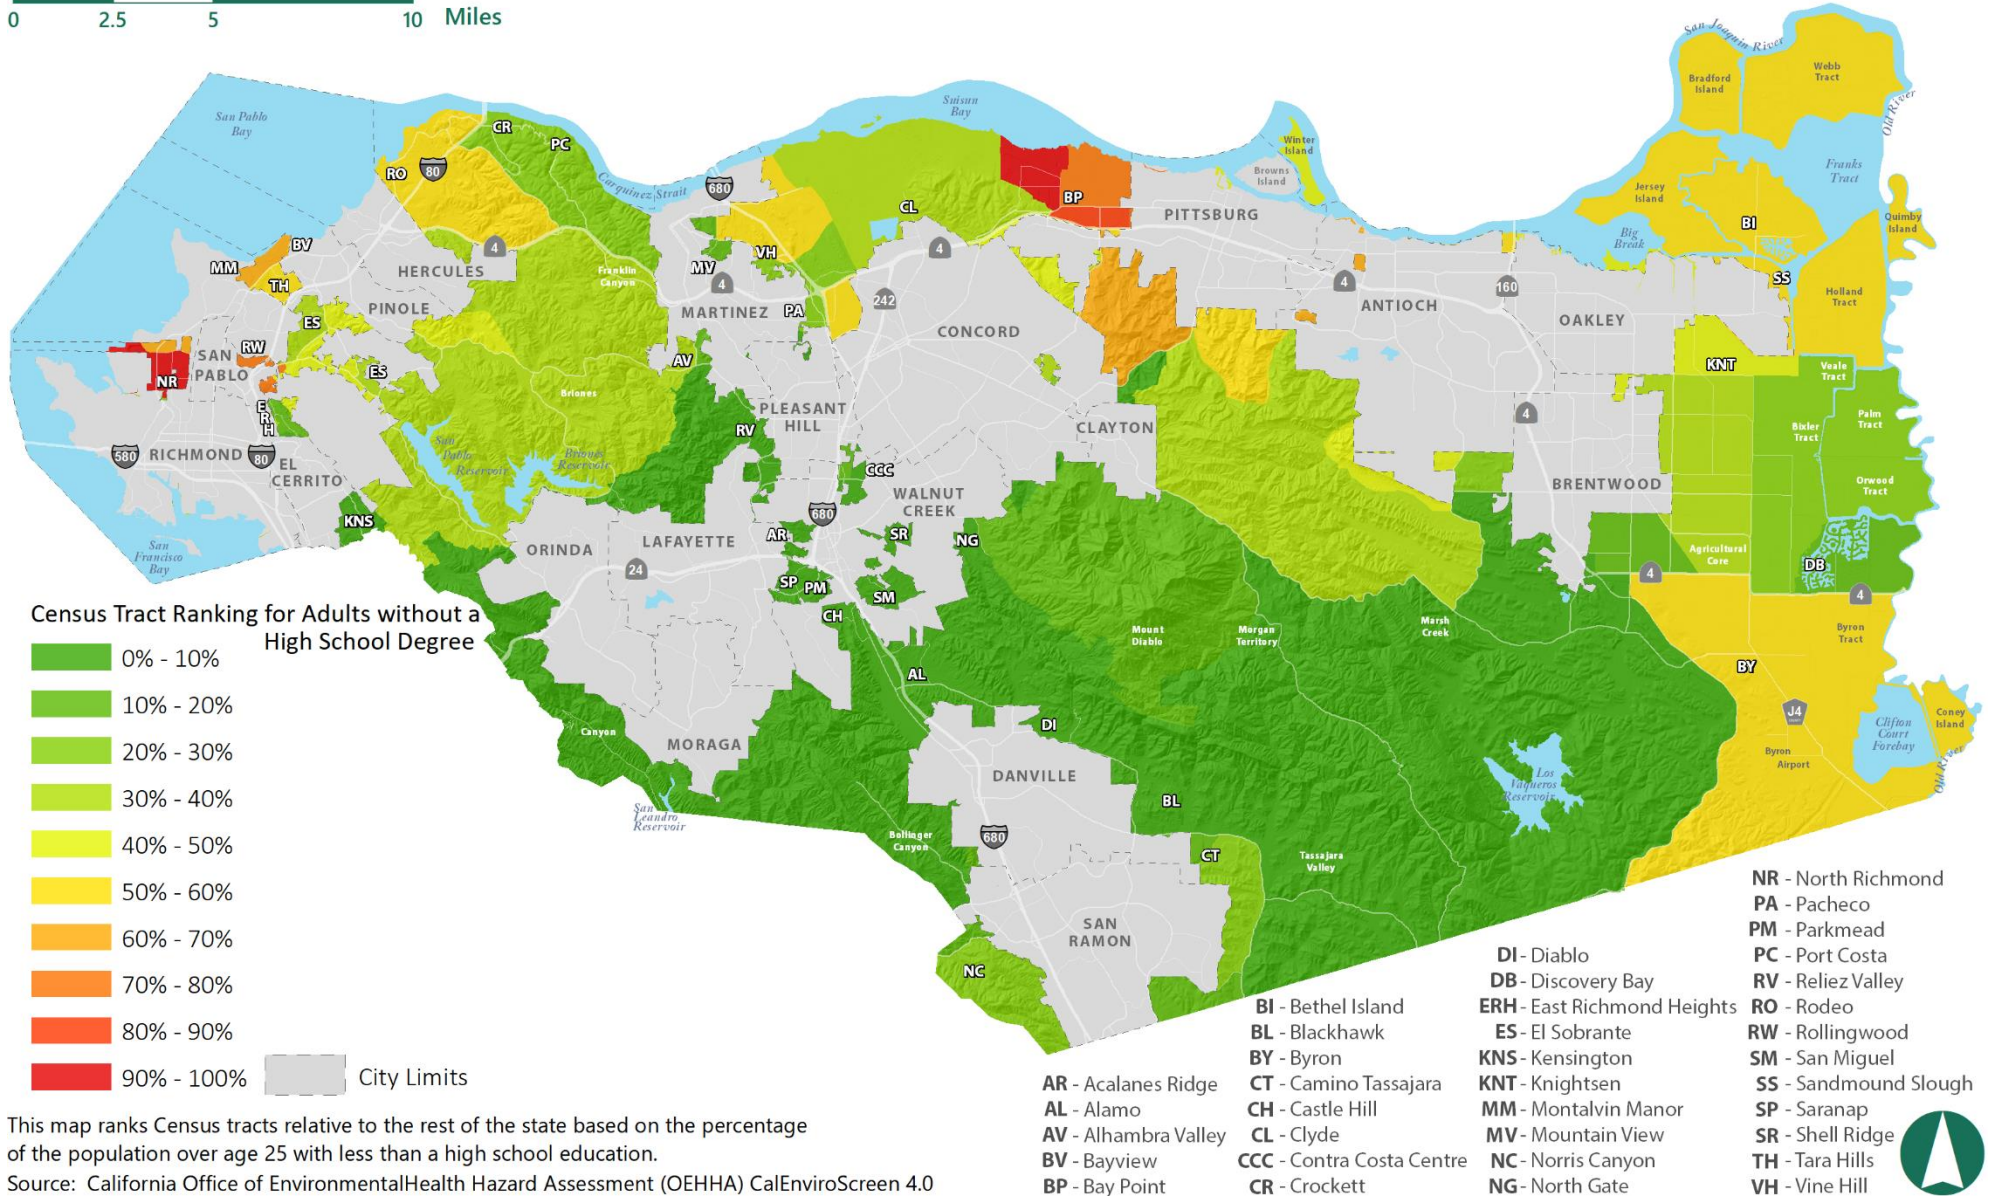 0 2.5 5 10 Miles
San Joaquin River
Bradford
Island
Webb
Tract
Old River
San Pablo
Bay
Suisun
Bay
CR
PC
RO
80
Carquinez Strait
680
Winter
Island
Browns
Island
Franks
Tract
Jersey
Island
BP
CL
PITTSBURG
BI
Quimby
Island
Big
Break
BV
MM
TH
4
HERCULES
Franklin
Canyon
VH
MV
4
4
SS
Holland
Tract
ES
PINOLE
MARTINEZ
PA
242
CONCORD
4
ANTIOCH
160
OAKLEY
RW
SAN
PABLO
NR
ES
AV
KNT
Veale
Tract
Briones
E
R
H
PLEASANT
HILL
RV
CLAYTON
4
Palm
Tract
Bixler
Tract
580
RICHMOND
80
EL
CERRITO
San
Pablo
Reservoir
Briones
Reservoir
CCC
WALNUT
CREEK
BRENTWOOD
Orwood
Tract
KNS
680
San
Francisco
Bay
ORINDA
LAFAYETTE
AR
SR
NG
24
Agricultural
Core
4
DB
4
SP
PM
SM
CH
Mount
Diablo
Morgan
Territory
Marsh
Creek
Byron
Tract
AL
BY
Canyon
MORAGA
DI
J4
Clifton
Court
Forebay
Coney
Island
Old River
Byron
Airport
DANVILLE
BL
Los
Vaqueros
Reservoir
San
Leandro
Reservoir
Bollinger
Canyon
680
CT
Tassajara
Valley
SAN
RAMON
NC
Census Tract Ranking for Adults without a
High School Degree
0% - 10%
10% - 20%
20% - 30%
30% - 40%
40% - 50%
50% - 60%
60% - 70%
70% - 80%
80% - 90%
90% - 100%
City Limits
This map ranks Census tracts relative to the rest of the state based on the percentage
of the population over age 25 with less than a high school education.
Source: California Office of EnvironmentalHealth Hazard Assessment (OEHHA) CalEnviroScreen 4.0
AR - Acalanes Ridge
AL - Alamo
AV - Alhambra Valley
BV - Bayview
BP - Bay Point
BI - Bethel Island
BL - Blackhawk
BY - Byron
CT - Camino Tassajara
CH - Castle Hill
CL - Clyde
CCC - Contra Costa Centre
CR - Crockett
DI - Diablo
DB - Discovery Bay
ERH - East Richmond Heights
ES - El Sobrante
KNS - Kensington
KNT - Knightsen
MM - Montalvin Manor
MV - Mountain View
NC - Norris Canyon
NG - North Gate
NR - North Richmond
PA - Pacheco
PM - Parkmead
PC - Port Costa
RV - Reliez Valley
RO - Rodeo
RW - Rollingwood
SM - San Miguel
SS - Sandmound Slough
SP - Saranap
SR - Shell Ridge
TH - Tara Hills
VH - Vine Hill